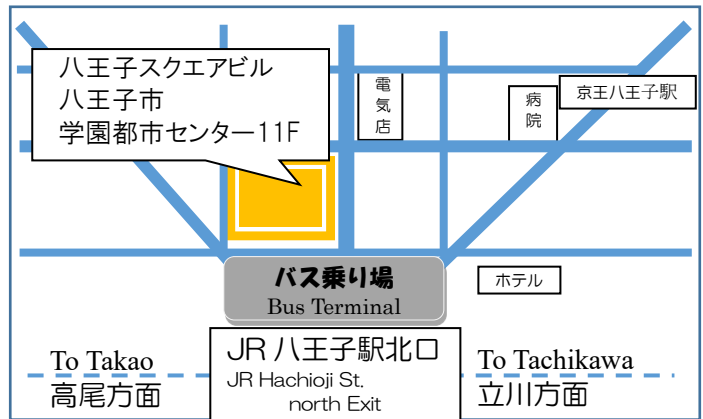 八王子スクエアビル
八王子市
学園都市センター11F
電気店
病院
京王八王子駅
バス乗り場
Bus Terminal
ホテル
JR 八王子駅北口
JR Hachioji St.
north Exit
To Takao
高尾方面
To Tachikawa
立川方面